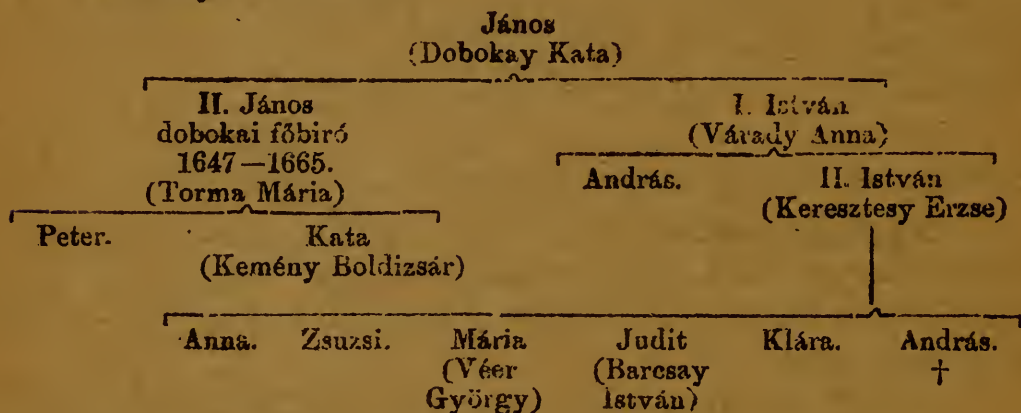 János
(Dobokay Kata)
II. János I. István
dobokai főbiró (Várady Anna)
1647—1665. András. II. István
(Torma Mária) (Keresztesy Erzse)
Peter. Kata
(Kemény Boldizsár)
Anna. Zsuzsi. Mária Judit Klára. András.
(Véer (Barcsay †
György) István)